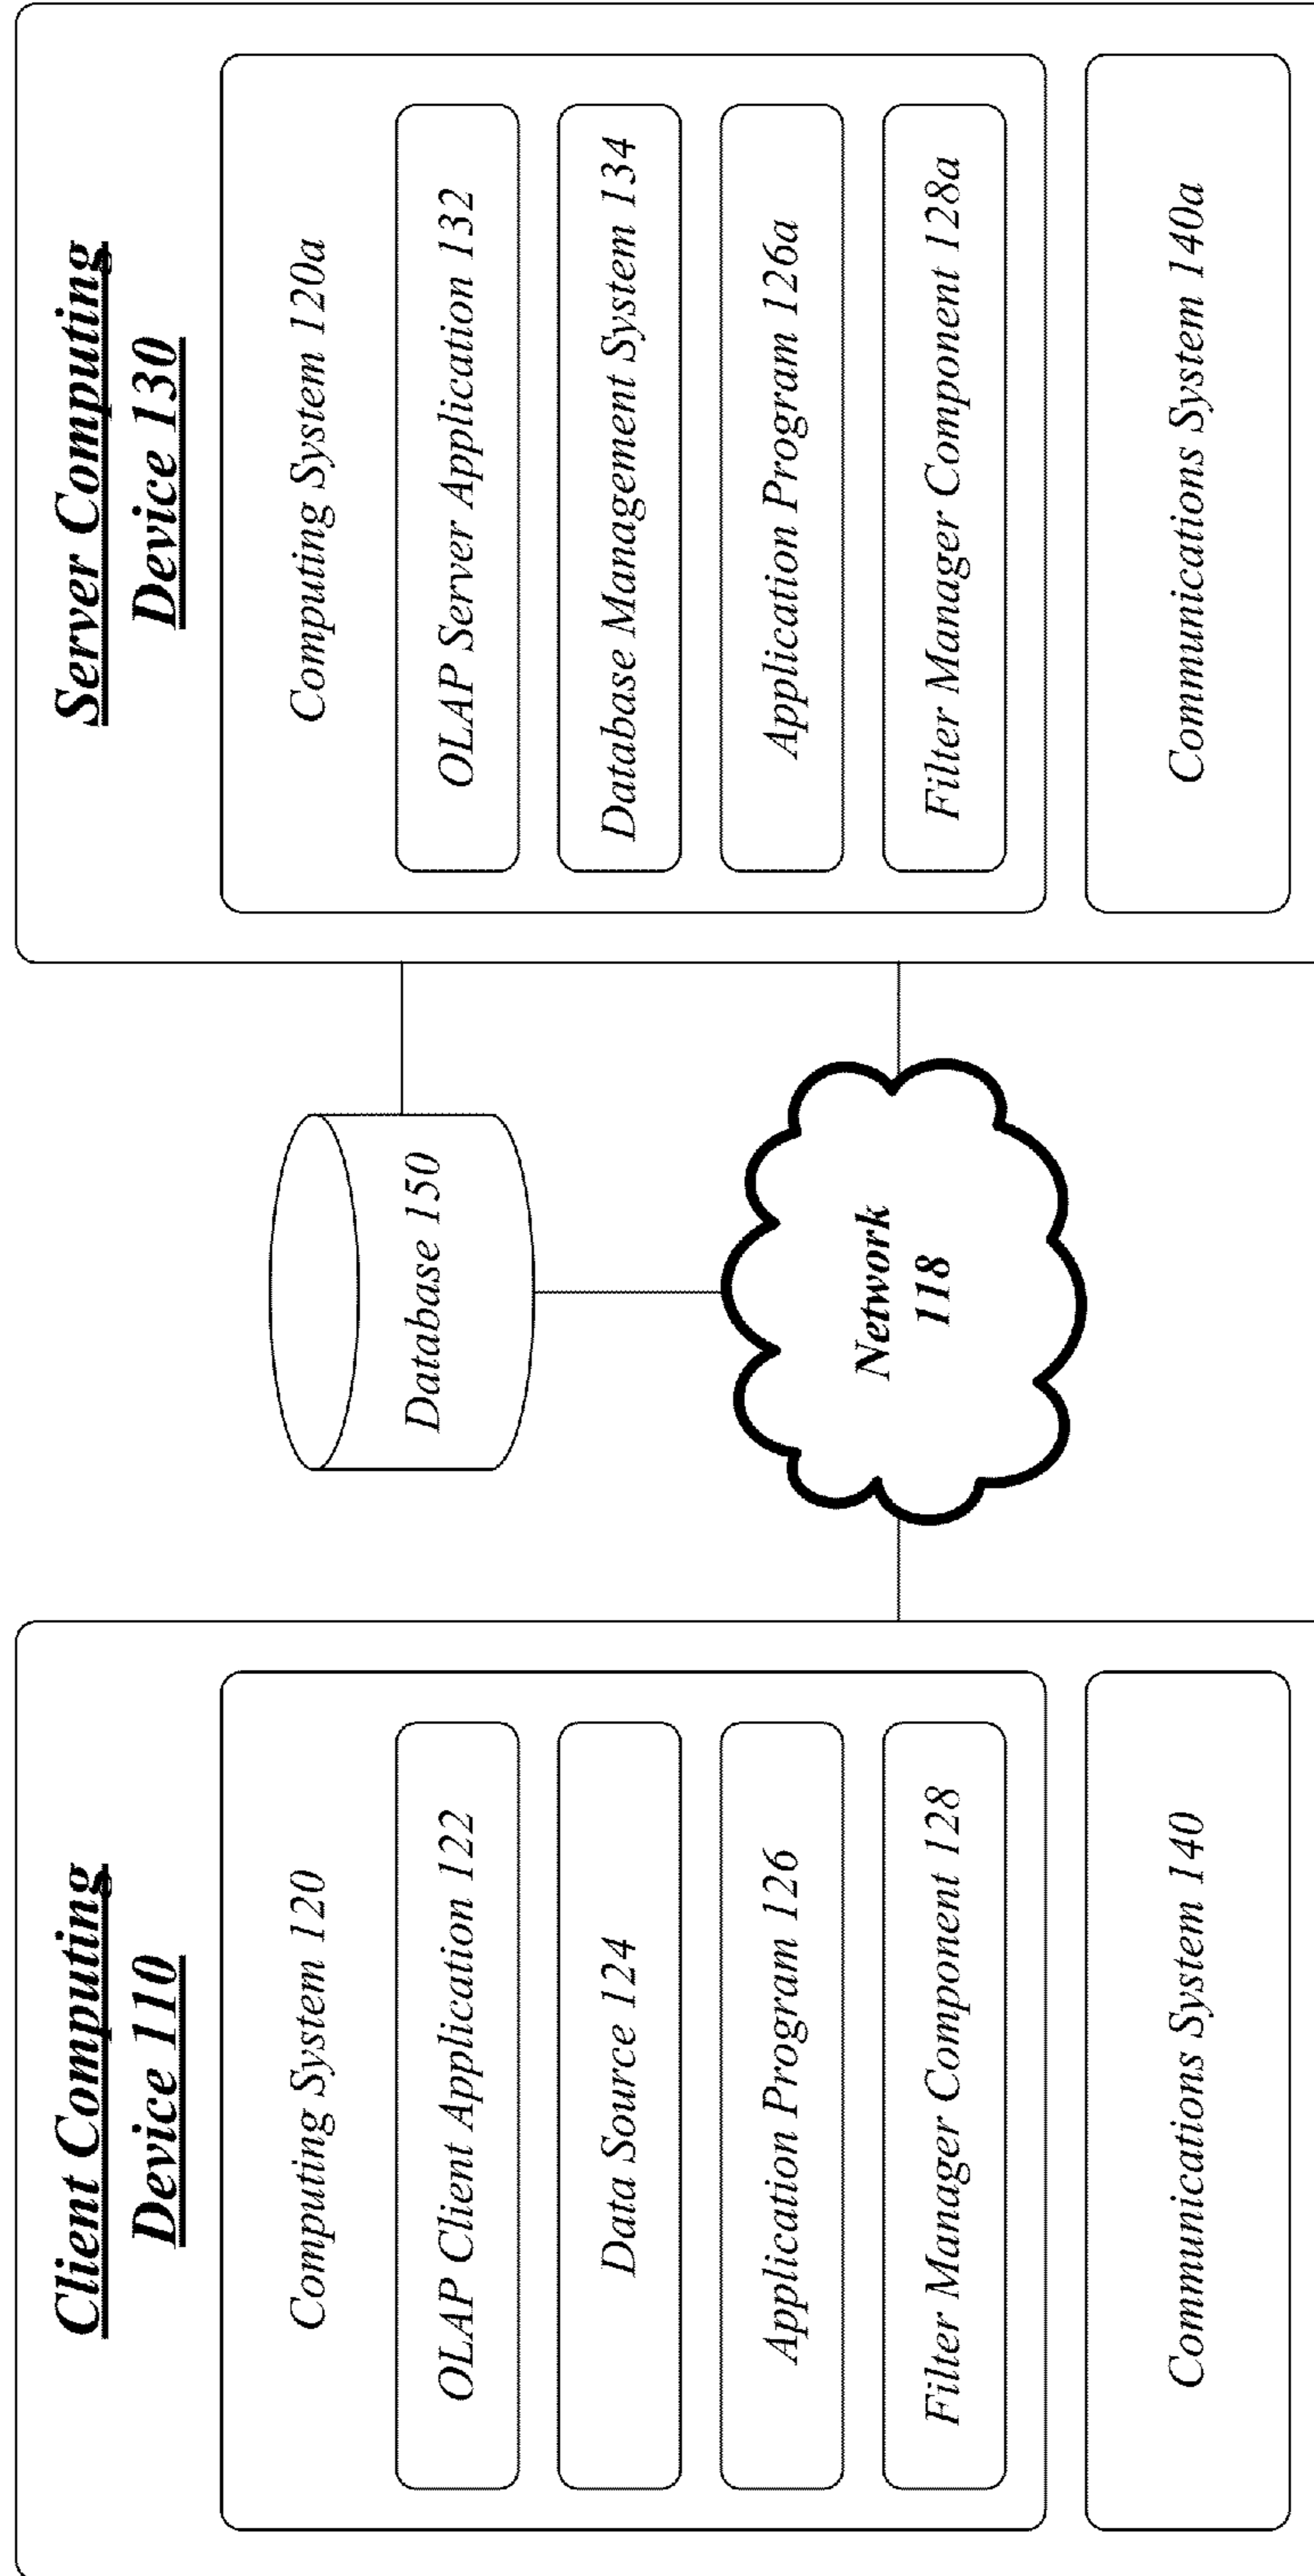 Client Computing
Device 110
Computing System 120
OLAP Client Application 122
Data Source 124
Application Program 126
Filter Manager Component 128
Communications System 140
Database 150
Network
118
Server Computing
Device 130
Computing System 120a
OLAP Server Application 132
Database Management System 134
Application Program 126a
Filter Manager Component 128a
Communications System 140a